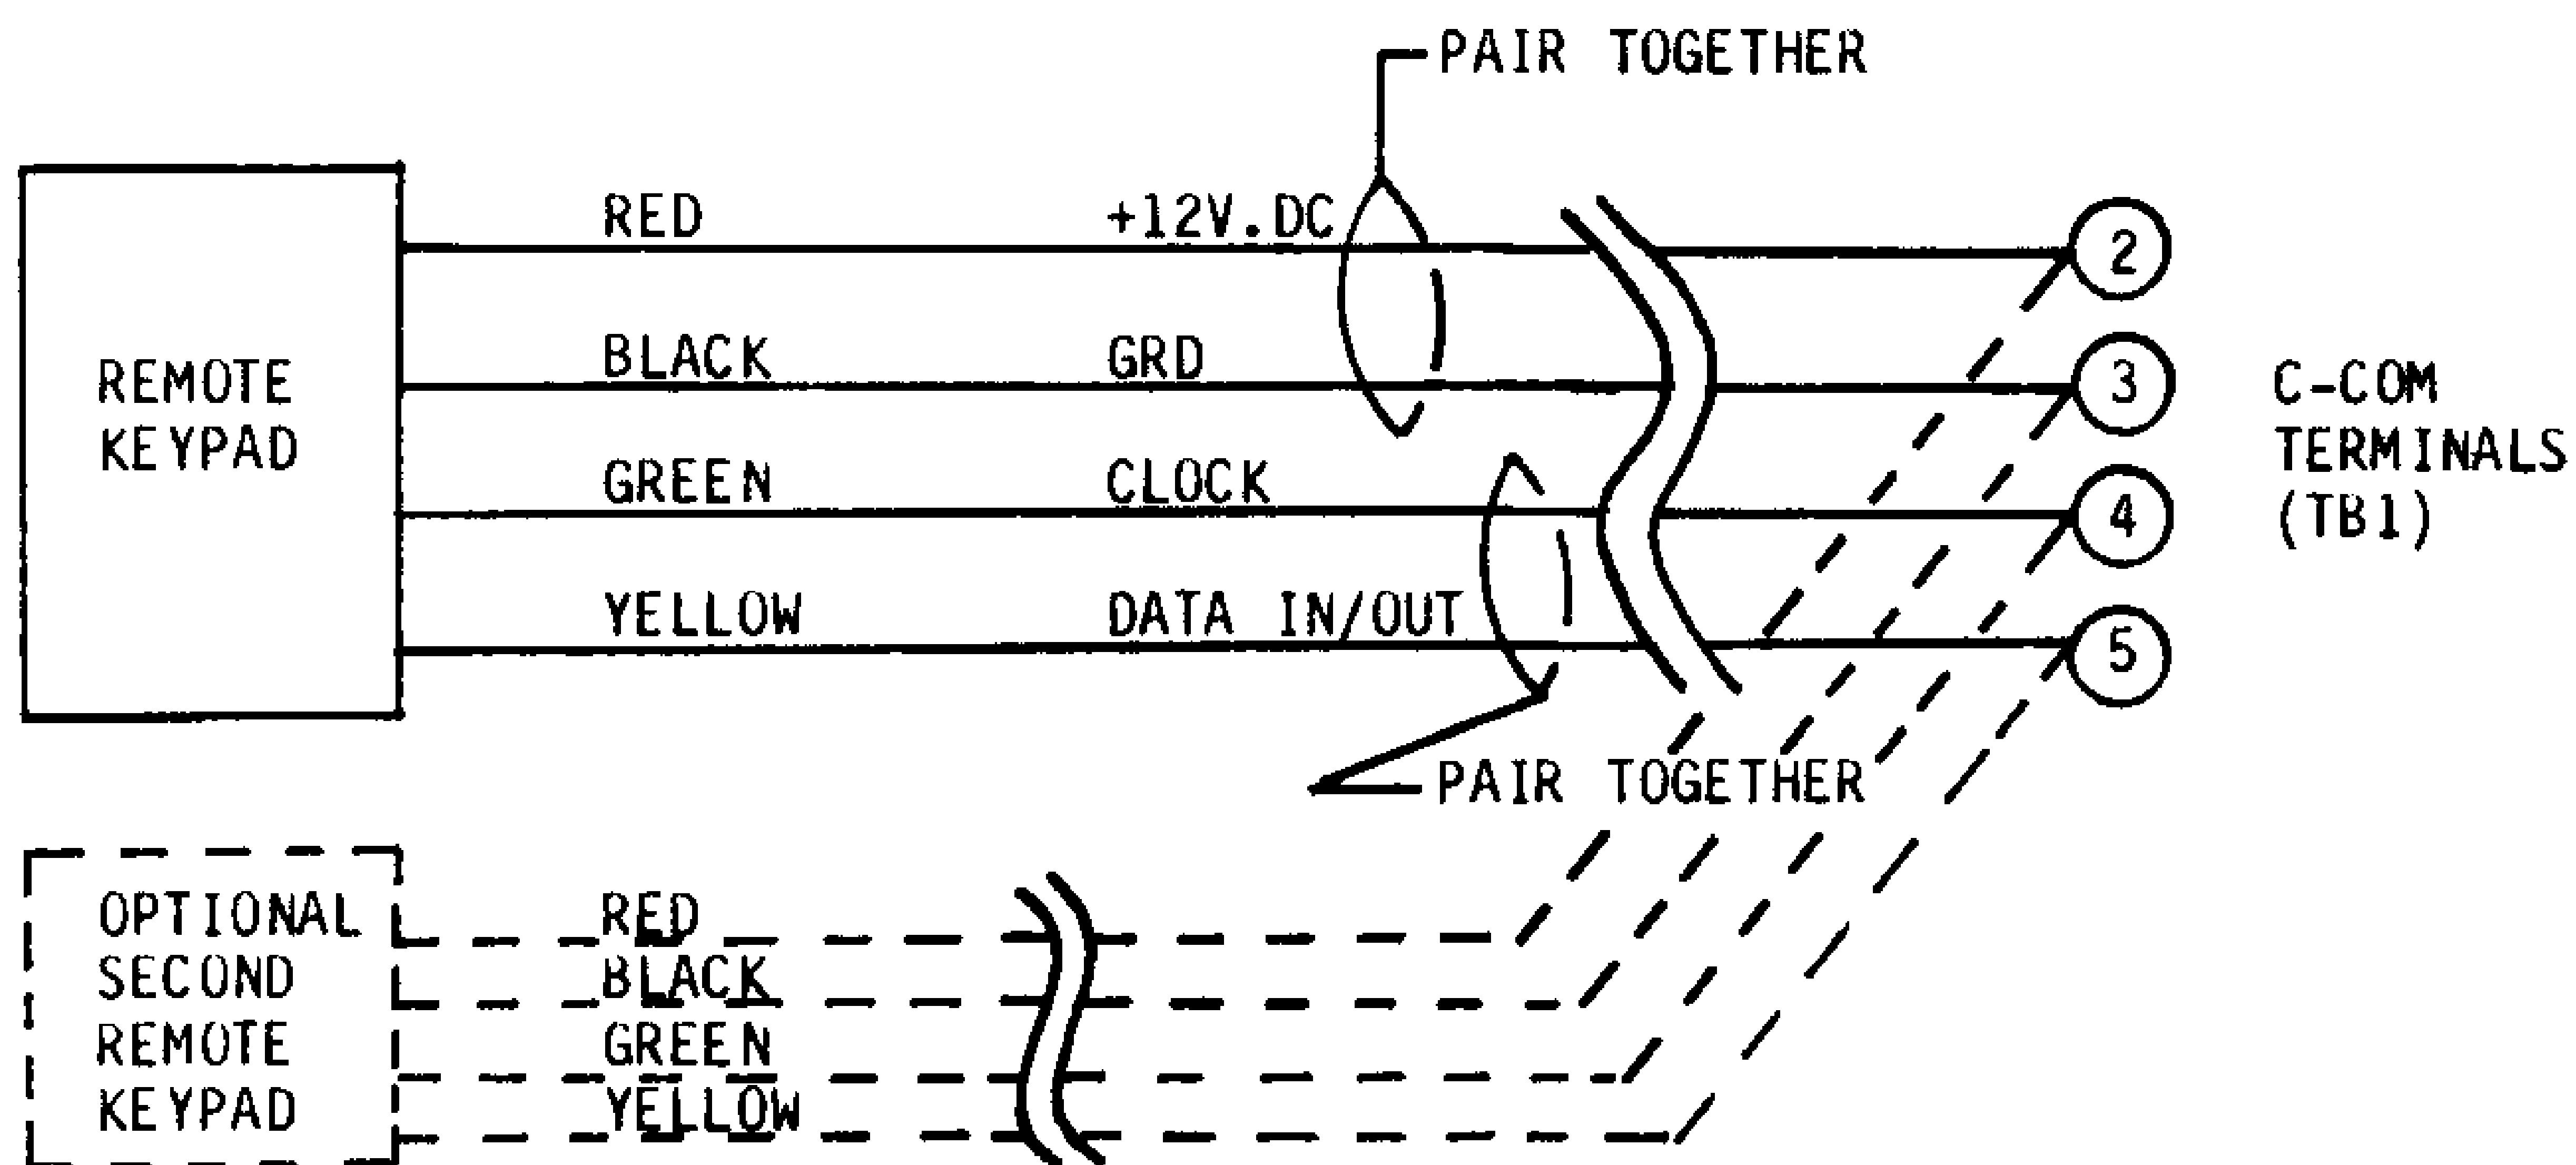 PAIR TOGETHER
REMOTE
KEYPAD
RED +12V.DC 2
BLACK GRD 3
GREEN CLOCK 4
YELLOW DATA IN/OUT 5
C-COM
TERMINALS
(TB1)
PAIR TOGETHER
OPTIONAL
SECOND
REMOTE
KEYPAD
RED
BLACK
GREEN
YELLOW